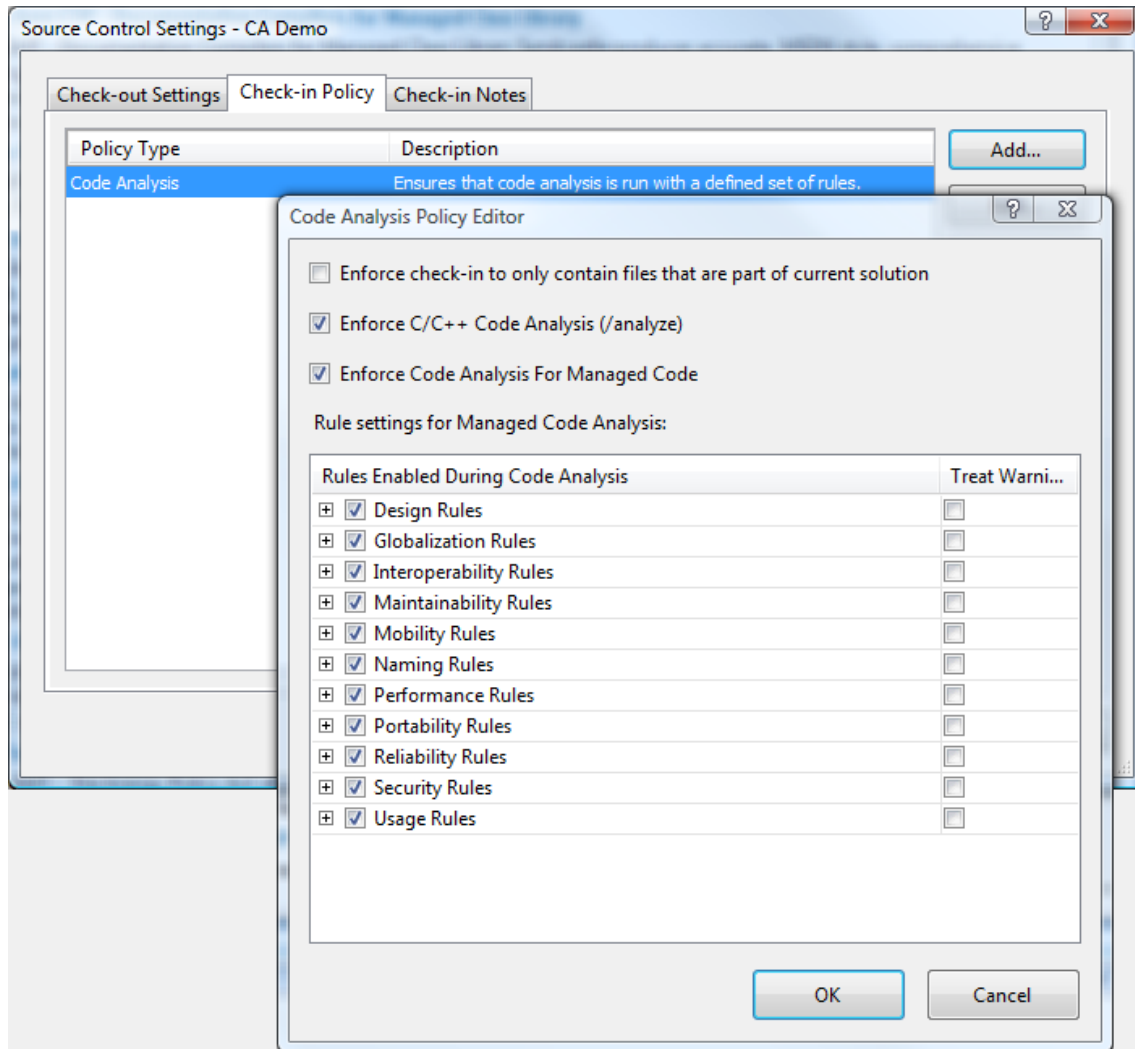 Source Control Settings - CA Demo
Check-out Settings Check-in Policy Check-in Notes
Policy Type Description
Add...
Code Analysis Ensures that code analysis is run with a defined set of rules.
Code Analysis Policy Editor
Enforce check-in to only contain files that are part of current solution
Enforce C/C++ Code Analysis (/analyze)
Enforce Code Analysis For Managed Code
Rule settings for Managed Code Analysis:
Rules Enabled During Code Analysis Treat Warni...
Design Rules
Globalization Rules
Interoperability Rules
Maintainability Rules
Mobility Rules
Naming Rules
Performance Rules
Portability Rules
Reliability Rules
Security Rules
Usage Rules
OK Cancel